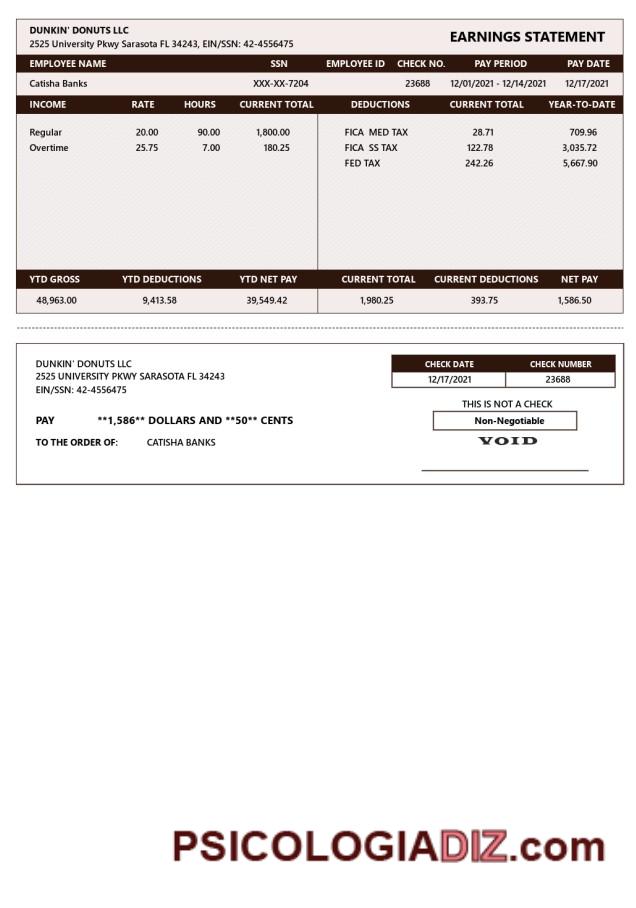 DUNKIN' DONUTS LLC
2525 University Pkwy Sarasota FL 34243, EIN/SSN: 42-4556475
EARNINGS STATEMENT
EMPLOYEE NAME SSN EMPLOYEE ID CHECK NO. PAY PERIOD PAY DATE
Catisha Banks XXX-XX-7204 23688 12/01/2021 - 12/14/2021 12/17/2021
INCOME RATE HOURS CURRENT TOTAL DEDUCTIONS CURRENT TOTAL YEAR-TO-DATE
Regular 20.00 90.00 1,800.00 FICA MED TAX 28.71 709.96
Overtime 25.75 7.00 180.25 FICA SS TAX 122.78 3,035.72
FED TAX 242.26 5,667.90
YTD GROSS YTD DEDUCTIONS YTD NET PAY CURRENT TOTAL CURRENT DEDUCTIONS NET PAY
48,963.00 9,413.58 39,549.42 1,980.25 393.75 1,586.50
DUNKIN' DONUTS LLC
2525 UNIVERSITY PKWY SARASOTA FL 34243
EIN/SSN: 42-4556475
CHECK DATE CHECK NUMBER
12/17/2021 23688
THIS IS NOT A CHECK
PAY **1,586** DOLLARS AND **50** CENTS
Non-Negotiable
TO THE ORDER OF: CATISHA BANKS
VOID
PSICOLOGIADIZ.com